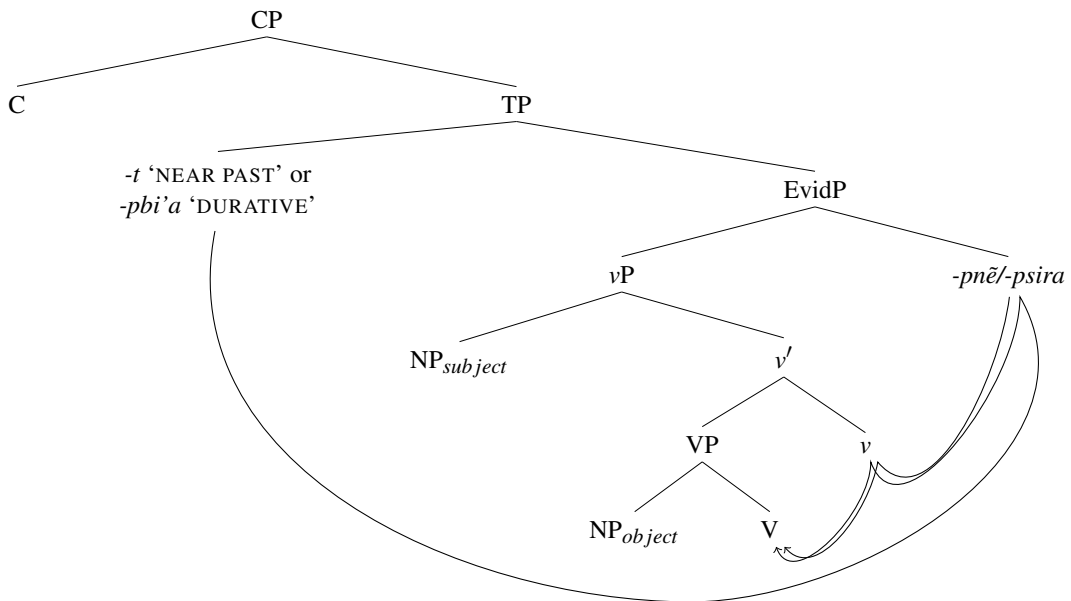 CP
C
TP
-t ‘NEAR PAST’ or
-pbi'a ‘DURATIVE’
EvidP
vP
-pnẽ/-psira
NPsubject
v′
VP
v
NPobject
V